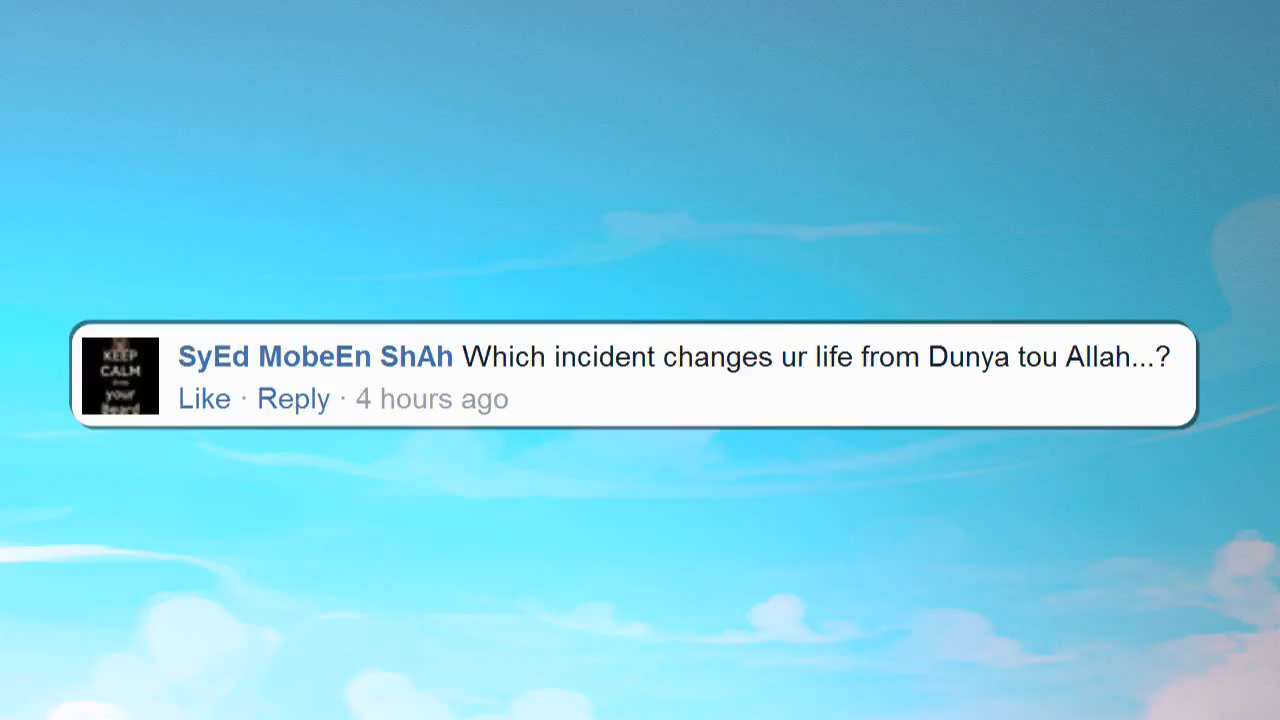 KEEP
CALM
your
Beard
SyEd MobeEn ShAh Which incident changes ur life from Dunya tou Allah...?
Like · Reply · 4 hours ago